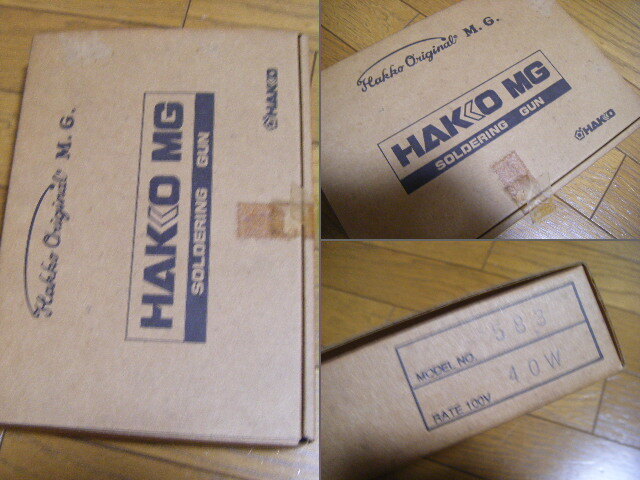 Hakko Original M.G.
HAKKO MG
SOLDERING GUN
HAKKO
Hakko Original M.G.
HAKKO MG
SOLDERING GUN
HAKKO
MODEL NO. 583
RATE 100V 40W